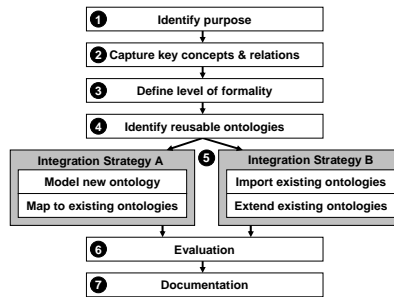 1 Identify purpose
2 Capture key concepts & relations
3 Define level of formality
4 Identify reusable ontologies
5
Integration Strategy A
Model new ontology
Map to existing ontologies
Integration Strategy B
Import existing ontologies
Extend existing ontologies
6 Evaluation
7 Documentation